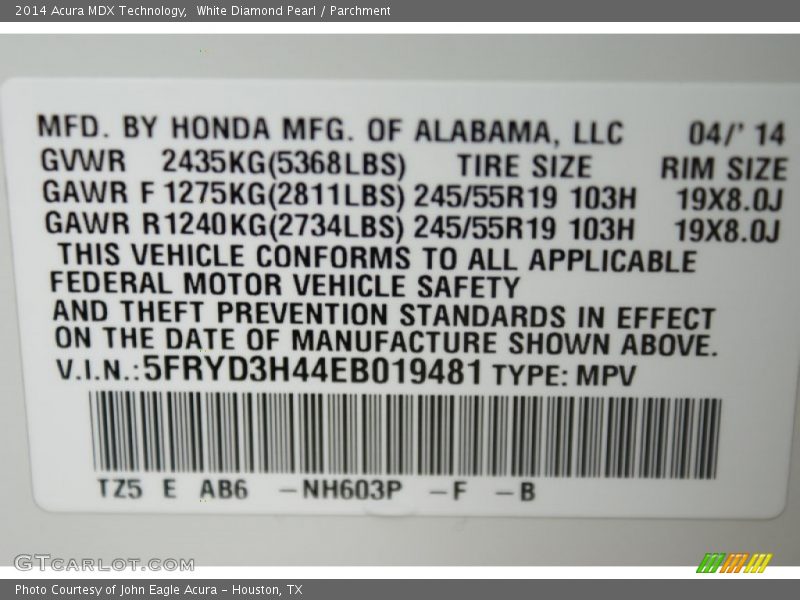 2014 Acura MDX Technology,  White Diamond Pearl / Parchment
MFD. BY HONDA MFG. OF ALABAMA, LLC 04/' 14
GVWR 2435KG(5368LBS) TIRE SIZE RIM SIZE
GAWR F 1275KG(2811LBS) 245/55R19 103H 19X8.0J
GAWR R1240KG(2734LBS) 245/55R19 103H 19X8.0J
THIS VEHICLE CONFORMS TO ALL APPLICABLE
FEDERAL MOTOR VEHICLE SAFETY
AND THEFT PREVENTION STANDARDS IN EFFECT
ON THE DATE OF MANUFACTURE SHOWN ABOVE.
V.I.N.:5FRYD3H44EB019481 TYPE: MPV
TZ5 E AB6 -NH603P -F -B
GTCARLOT.COM
Photo Courtesy of John Eagle Acura - Houston, TX